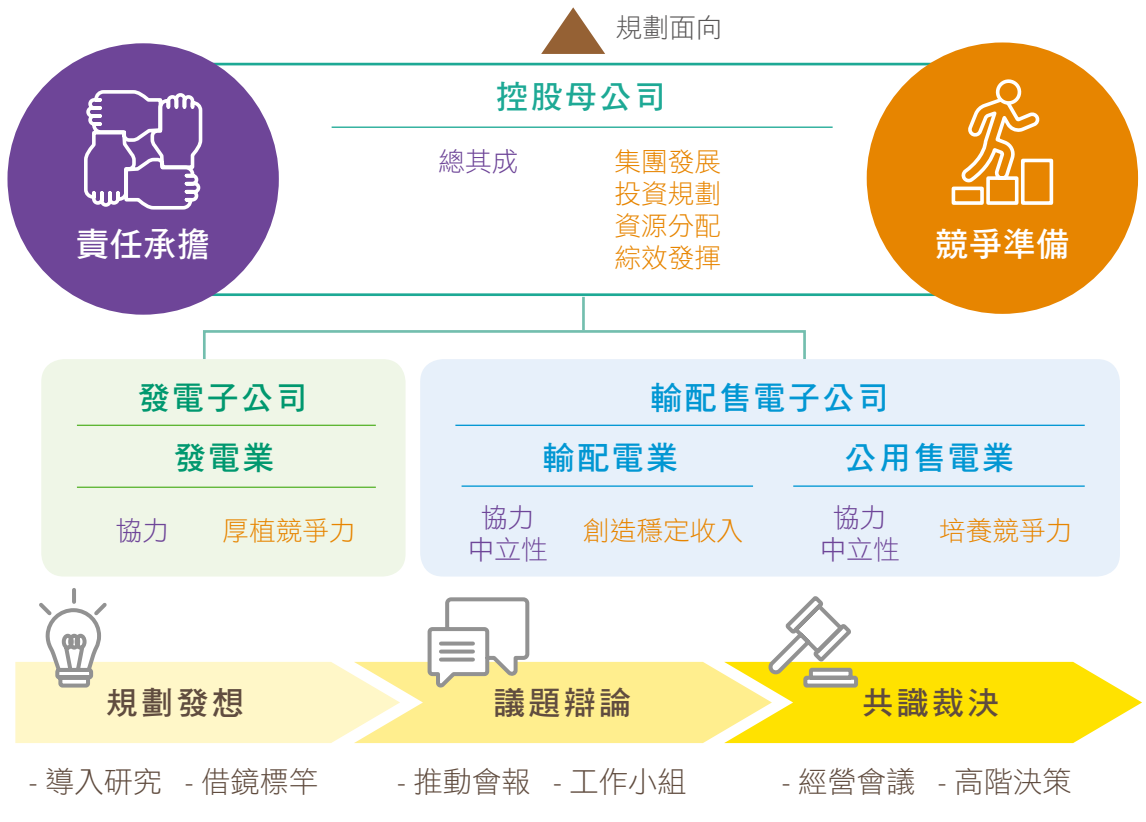 規劃面向
控股母公司
責任承擔
競爭準備
總其成
集團發展
投資規劃
資源分配
綜效發揮
發電子公司
發電業
協力
厚植競爭力
輸配售電子公司
輸配電業
協力
中立性
創造穩定收入
公用售電業
協力
中立性
培養競爭力
規劃發想
議題辯論
共識裁決
- 導入研究 - 借鏡標竿
- 推動會報 - 工作小組
- 經營會議 - 高階決策